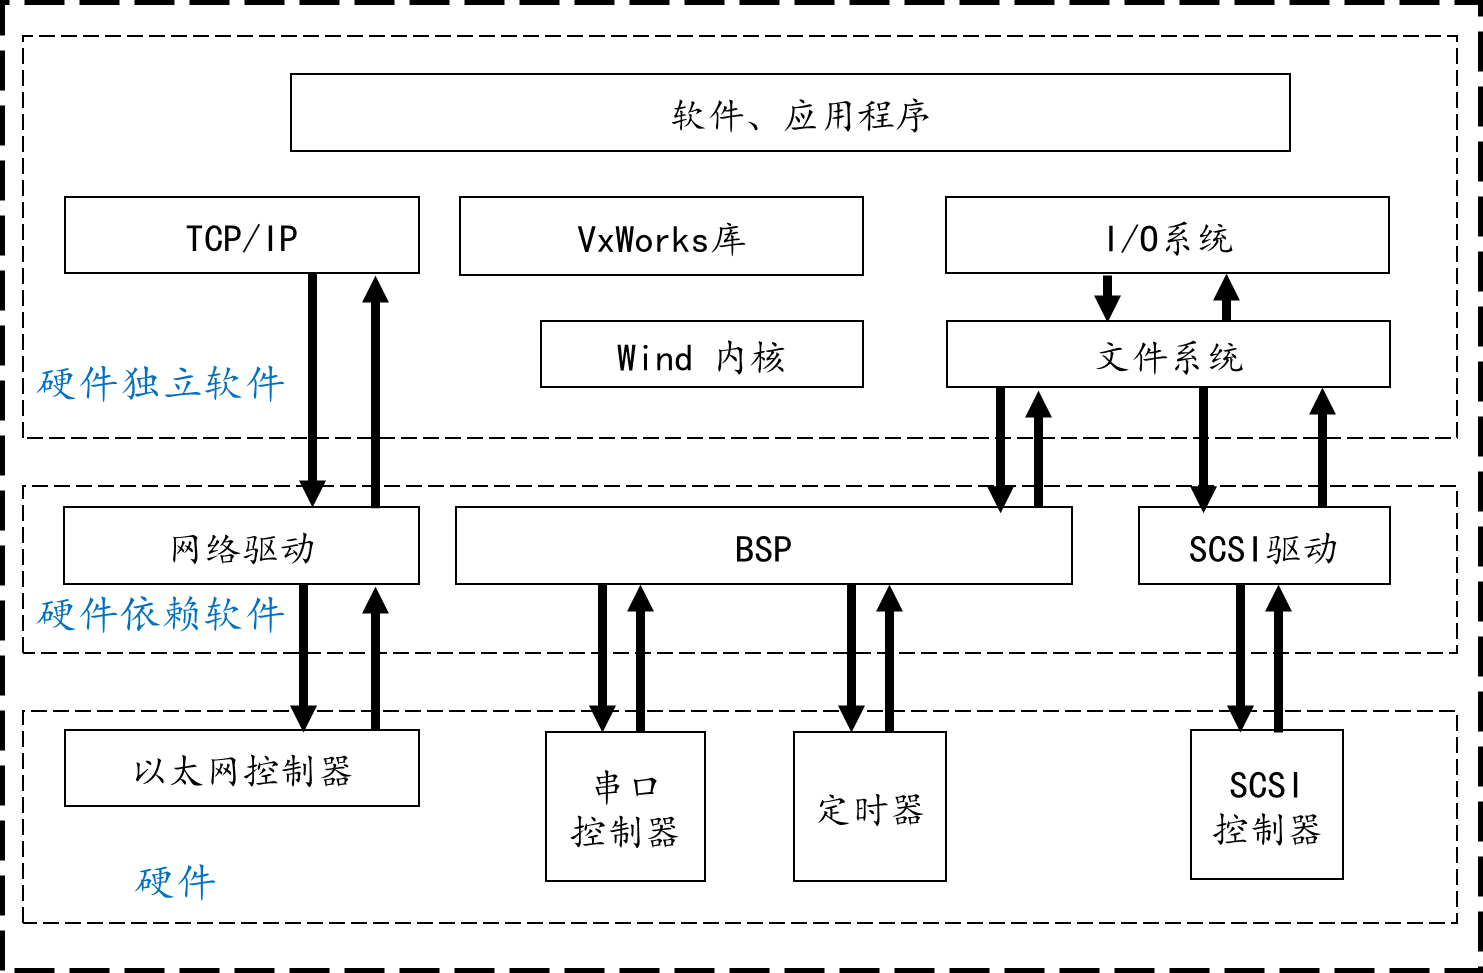 软件、应用程序
TCP/IP
VxWorks库
I/O系统
Wind 内核
文件系统
硬件独立软件
网络驱动
BSP
SCSI驱动
硬件依赖软件
以太网控制器
串口
控制器
定时器
SCSI
控制器
硬件